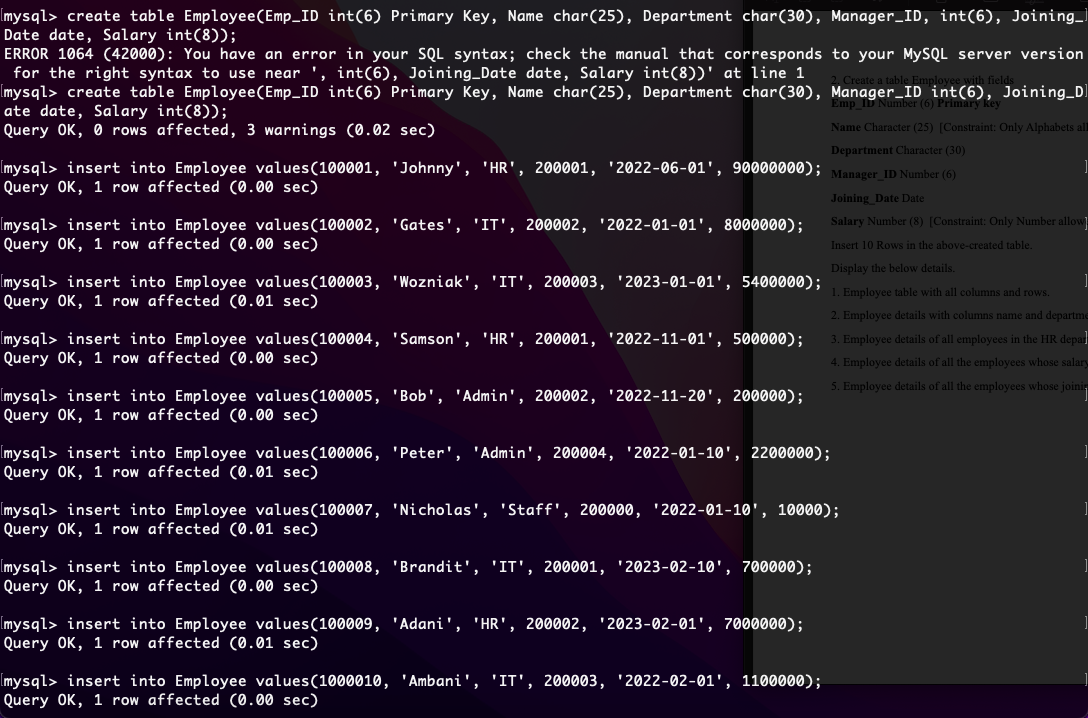 mysql> create table Employee(Emp_ID int(6) Primary Key, Name char(25), Department char(30), Manager_ID, int(6), Joining_
Date date, Salary int(8));
ERROR 1064 (42000): You have an error in your SQL syntax; check the manual that corresponds to your MySQL server version
for the right syntax to use near ', int(6), Joining_Date date, Salary int(8))' at line 1
mysql> create table Employee(Emp_ID int(6) Primary Key, Name char(25), Department char(30), Manager_ID int(6), Joining_D
ate date, Salary int(8));
Query OK, 0 rows affected, 3 warnings (0.02 sec)
mysql> insert into Employee values(100001, 'Johnny', 'HR', 200001, '2022-06-01', 90000000);
Query OK, 1 row affected (0.00 sec)
mysql> insert into Employee values(100002, 'Gates', 'IT', 200002, '2022-01-01', 8000000);
Query OK, 1 row affected (0.00 sec)
mysql> insert into Employee values(100003, 'Wozniak', 'IT', 200003, '2023-01-01', 5400000);
Query OK, 1 row affected (0.01 sec)
mysql> insert into Employee values(100004, 'Samson', 'HR', 200001, '2022-11-01', 500000);
Query OK, 1 row affected (0.00 sec)
mysql> insert into Employee values(100005, 'Bob', 'Admin', 200002, '2022-11-20', 200000);
Query OK, 1 row affected (0.00 sec)
mysql> insert into Employee values(100006, 'Peter', 'Admin', 200004, '2022-01-10', 2200000);
Query OK, 1 row affected (0.01 sec)
mysql> insert into Employee values(100007, 'Nicholas', 'Staff', 200000, '2022-01-10', 10000);
Query OK, 1 row affected (0.01 sec)
mysql> insert into Employee values(100008, 'Brandit', 'IT', 200001, '2023-02-10', 700000);
Query OK, 1 row affected (0.00 sec)
mysql> insert into Employee values(100009, 'Adani', 'HR', 200002, '2023-02-01', 7000000);
Query OK, 1 row affected (0.01 sec)
mysql> insert into Employee values(1000010, 'Ambani', 'IT', 200003, '2022-02-01', 1100000);
Query OK, 1 row affected (0.00 sec)
2. Create a table Employee with fields
Emp_ID Number (6) Primary key
Name Character (25) [Constraint: Only Alphabets
Department Character (30)
Manager_ID Number (6)
Joining_Date Date
Salary Number (8) [Constraint: Only Number
Insert 10 Rows in the above-created table.
Display the below details.
1. Employee table with all columns and rows.
2. Employee details with columns name and
3. Employee details of all employees in the HR
4. Employee details of all the employees whose
5. Employee details of all the employees whose